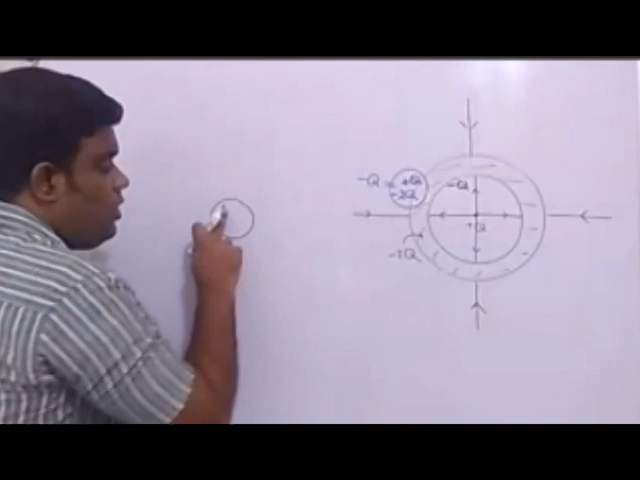 -Q = +Q
-2Q
-Q
+Q
-2Q